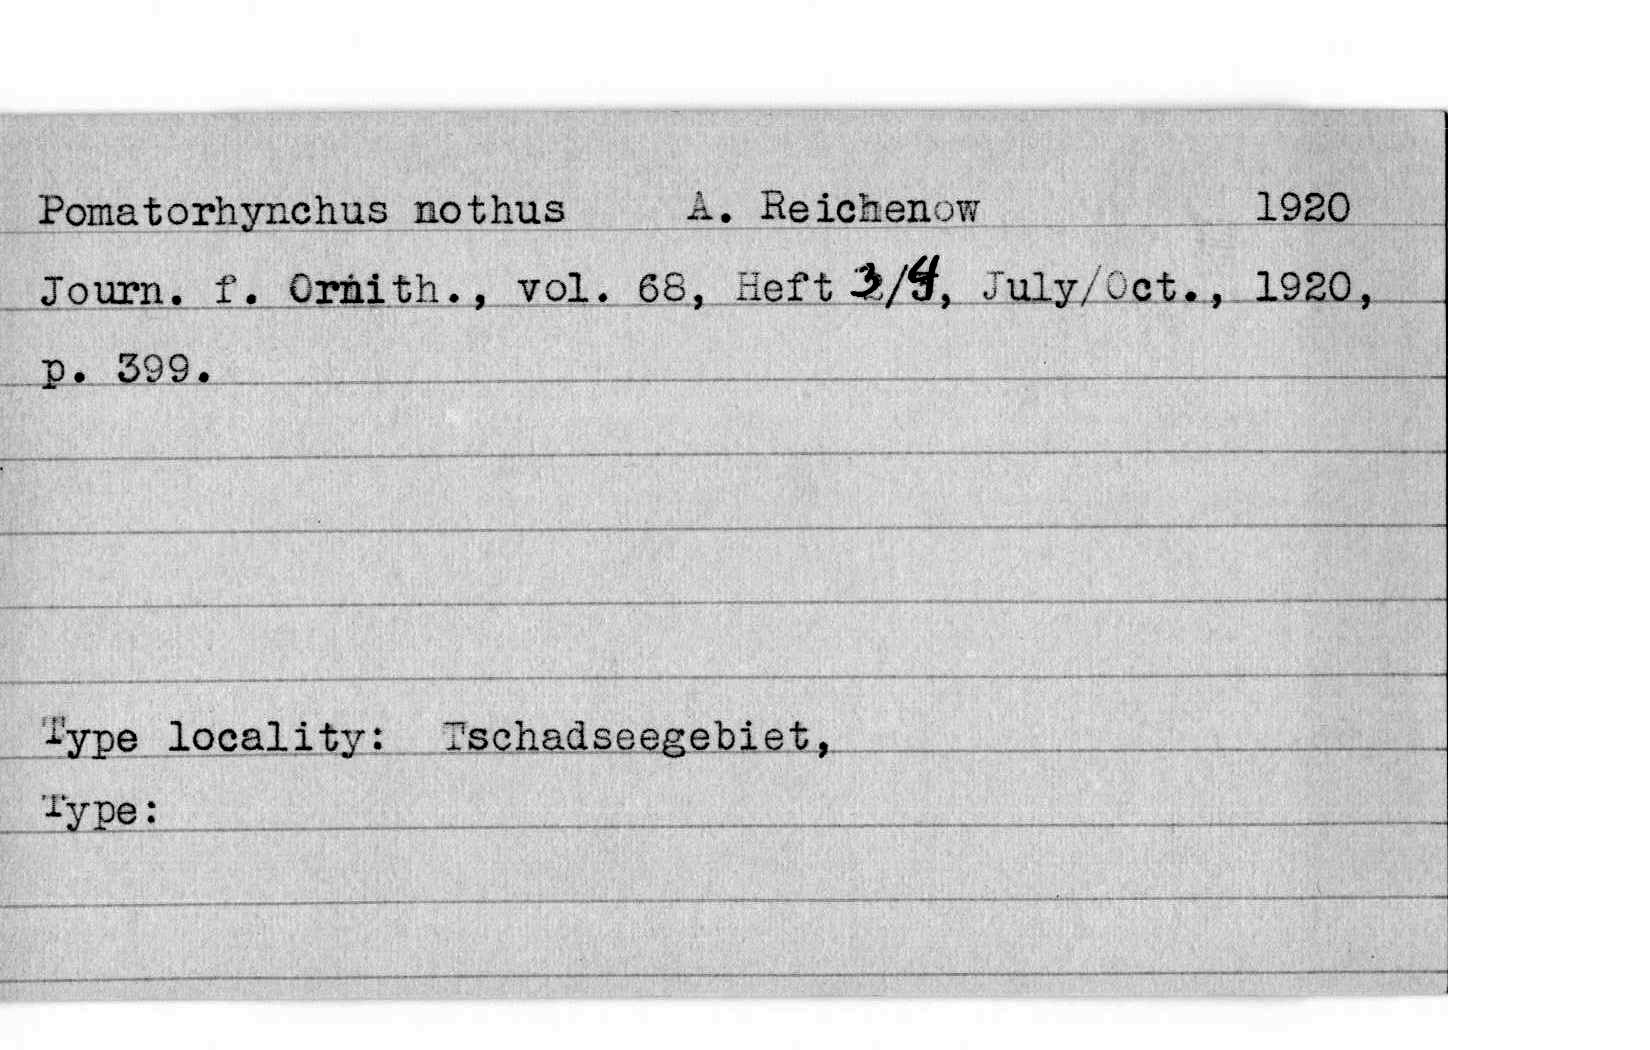 Pomatorhynchus nothus A. Reichenow 1920
Journ. f. Ornith., vol. 68, Heft 3/4, July/Oct., 1920,
p. 399.
Type locality: Tschadseegebiet,
Type: